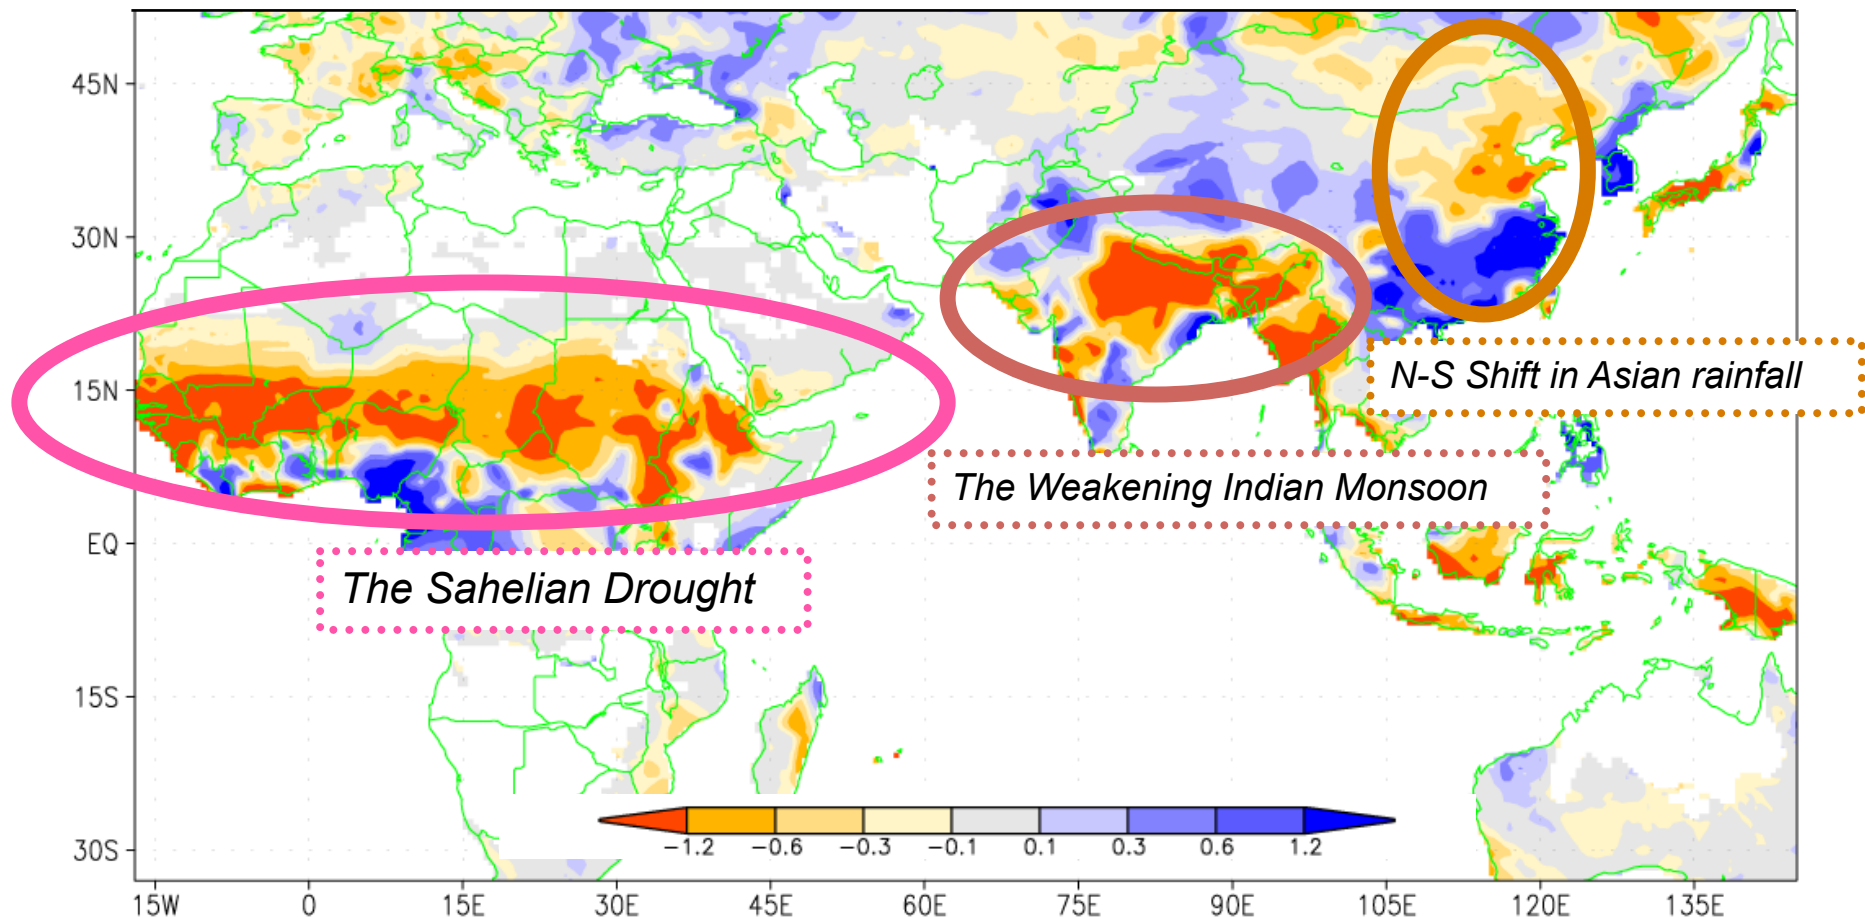 45N
30N
15N
EQ
15S
30S
N-S Shift in Asian rainfall
The Weakening Indian Monsoon
The Sahelian Drought
−1.2 −0.6 −0.3 −0.1 0.1 0.3 0.6 1.2
15W 0 15E 30E 45E 60E 75E 90E 105E 120E 135E